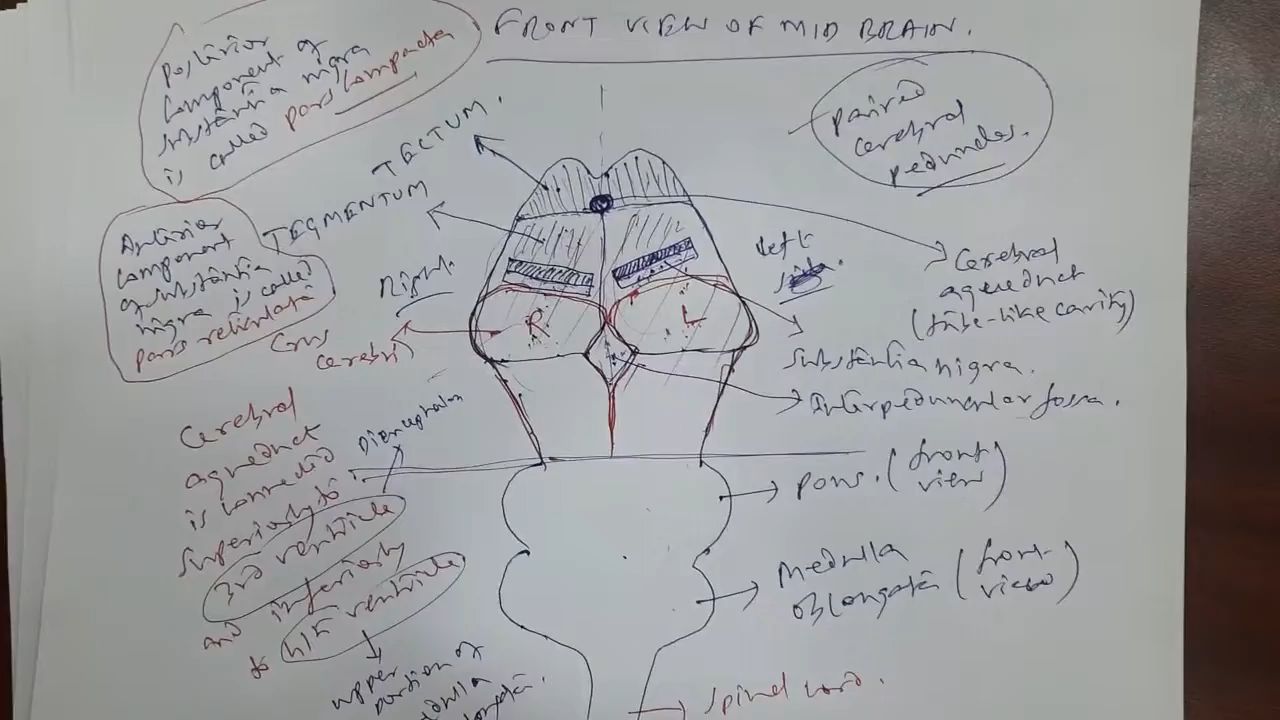 FRONT VIEW OF MID BRAIN.
Posterior
component of
substantia nigra
is called pars compacta
paired
cerebral
peduncles.
TECTUM.
TEGMENTUM
Anterior
component
of substantia
nigra is called
pars reticulata
Right.
Left
side.
Crus
cerebri
R
L
Cerebral
aqueduct
(tube-like cavity)
Substantia nigra.
Interpeduncular fossa.
Diencephalon
Cerebral
aqueduct
is connected
superiorly to
3rd ventricle
and inferiorly
to
ventricle
upper
portion of
pons. (front
view)
Medulla
oblongata (front
view)
Spinal cord.